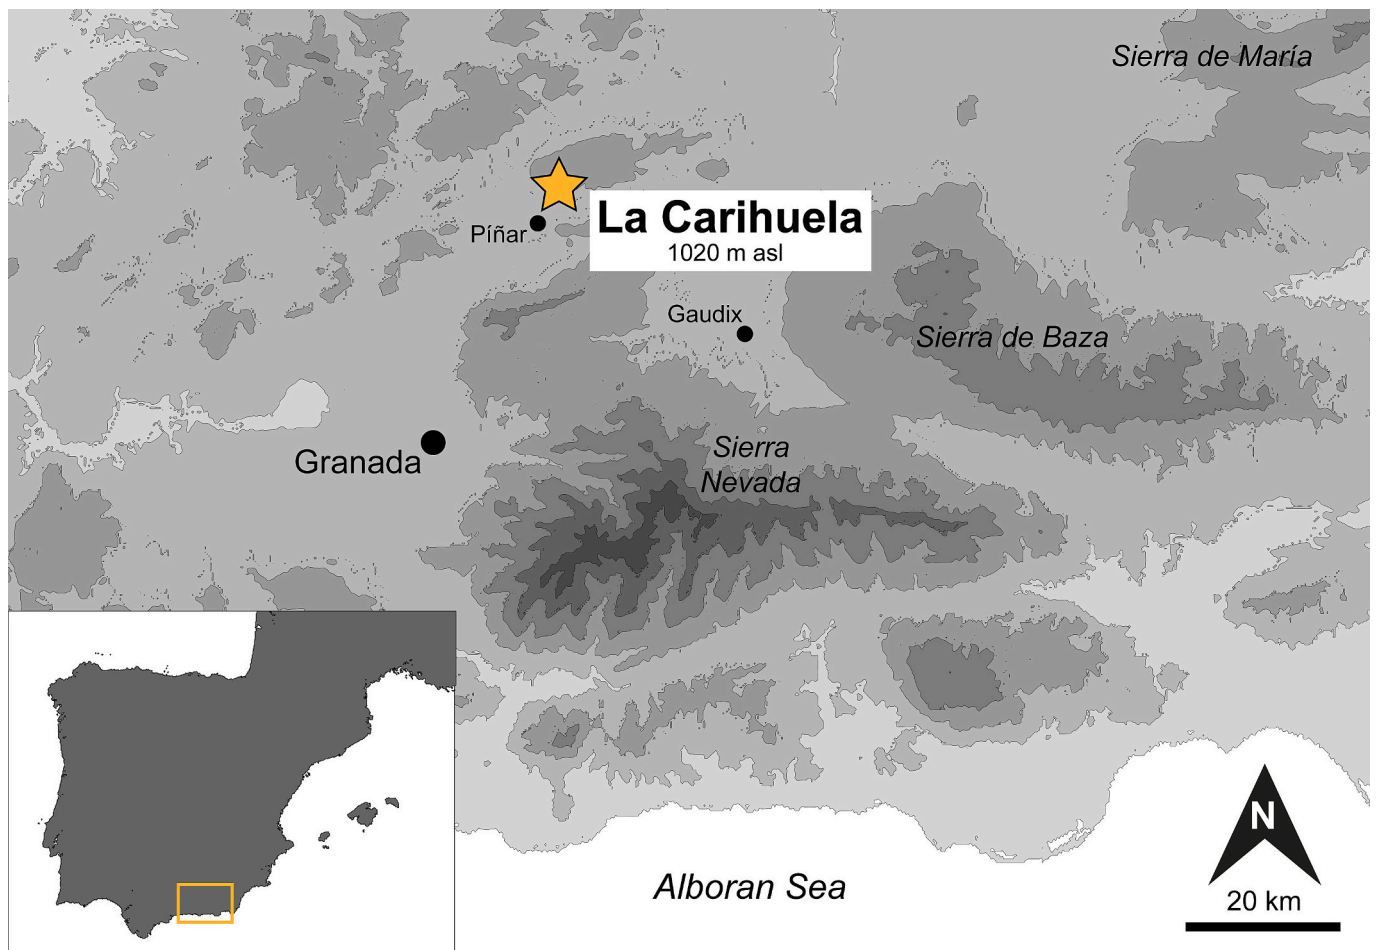 Sierra de María
La Carihuela
1020 m asl
Píñar
Gaudix
Sierra de Baza
Sierra
Nevada
Granada
N
20 km
Alboran Sea